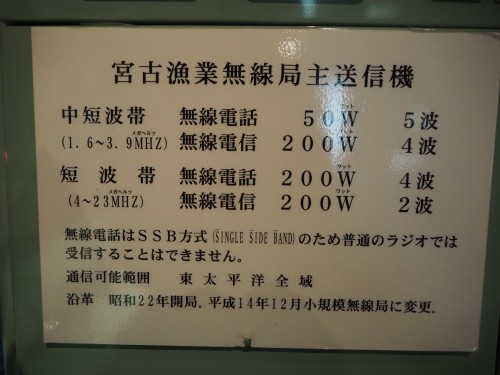 宮古漁業無線局主送信機
中短波帯 無線電話 50W 5波
(1.6~3.9MHZ) 無線電信 200W 4波
短波帯 無線電話 200W 4波
(4~23MHZ) 無線電信 200W 2波
無線電話はSSB方式(SINGLE SIDE BAND)のため普通のラジオでは
受信することはできません。
通信可能範囲 東太平洋全域
沿革 昭和22年開局.平成14年12月小規模無線局に変更.